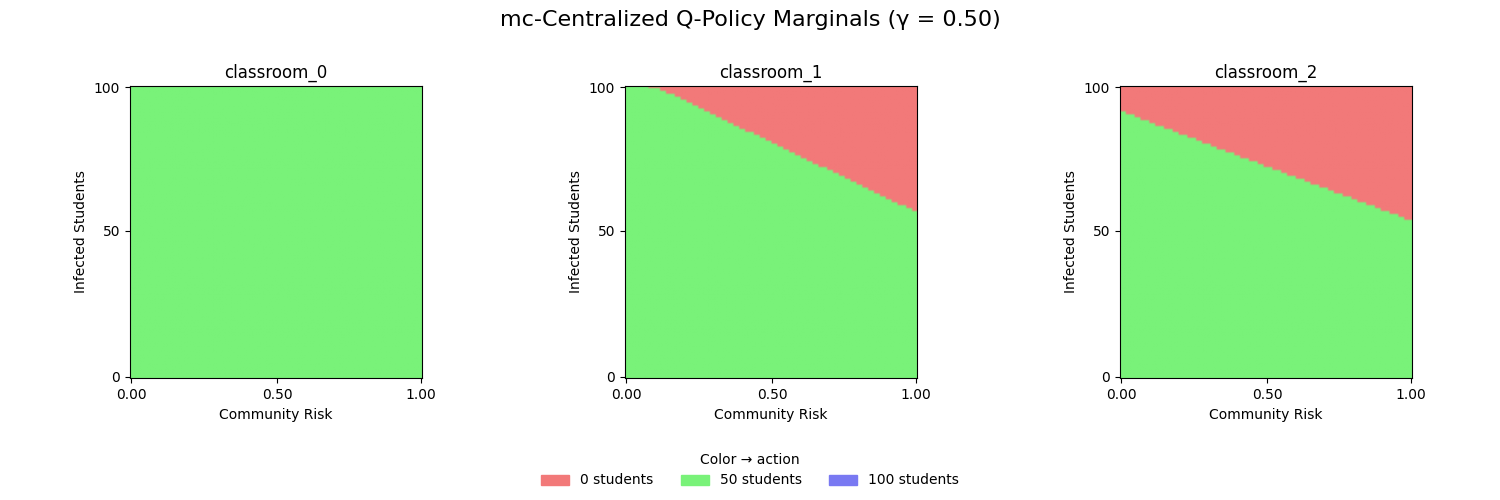 mc-Centralized Q-Policy Marginals (γ = 0.50)
classroom_0
100
50
0
0.00 0.50 1.00
Infected Students
Community Risk
classroom_1
100
50
0
0.00 0.50 1.00
Infected Students
Community Risk
classroom_2
100
50
0
0.00 0.50 1.00
Infected Students
Community Risk
Color → action
0 students 50 students 100 students